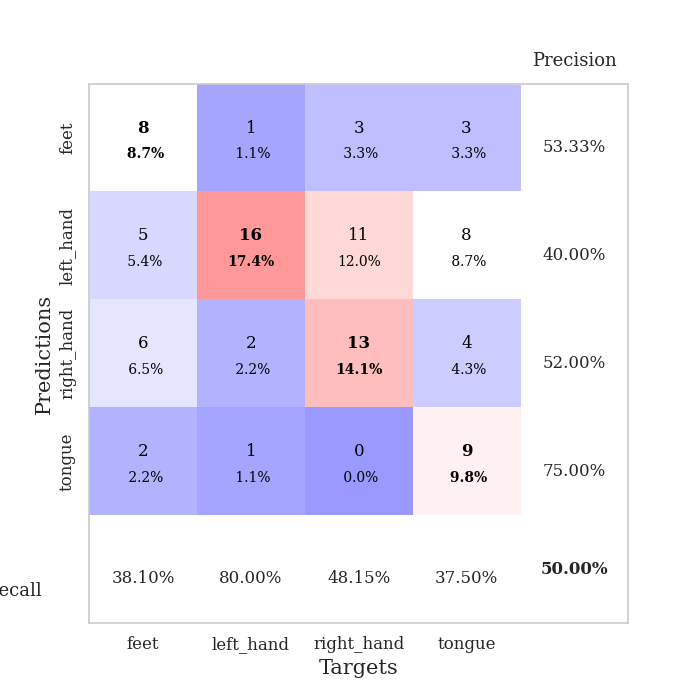 Precision
feet
8 1 3 3
8.7% 1.1% 3.3% 3.3%
53.33%
left_hand
5 16 11 8
5.4% 17.4% 12.0% 8.7%
40.00%
Predictions
right_hand
6 2 13 4
6.5% 2.2% 14.1% 4.3%
52.00%
tongue
2 1 0 9
2.2% 1.1% 0.0% 9.8%
75.00%
ecall
38.10% 80.00% 48.15% 37.50%
50.00%
feet left_hand right_hand tongue
Targets